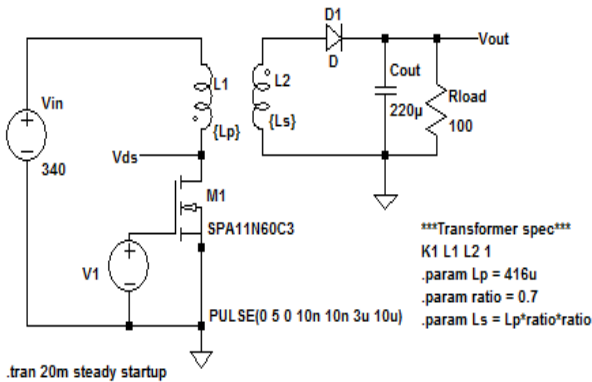 D1
Vout
L1
L2
D
Cout
Vin
{Lp}
{Ls}
220µ
Rload
100
340
Vds
M1
SPA11N60C3
V1
***Transformer spec***
K1 L1 L2 1
.param Lp = 416u
.param ratio = 0.7
.param Ls = Lp*ratio*ratio
PULSE(0 5 0 10n 10n 3u 10u)
.tran 20m steady startup